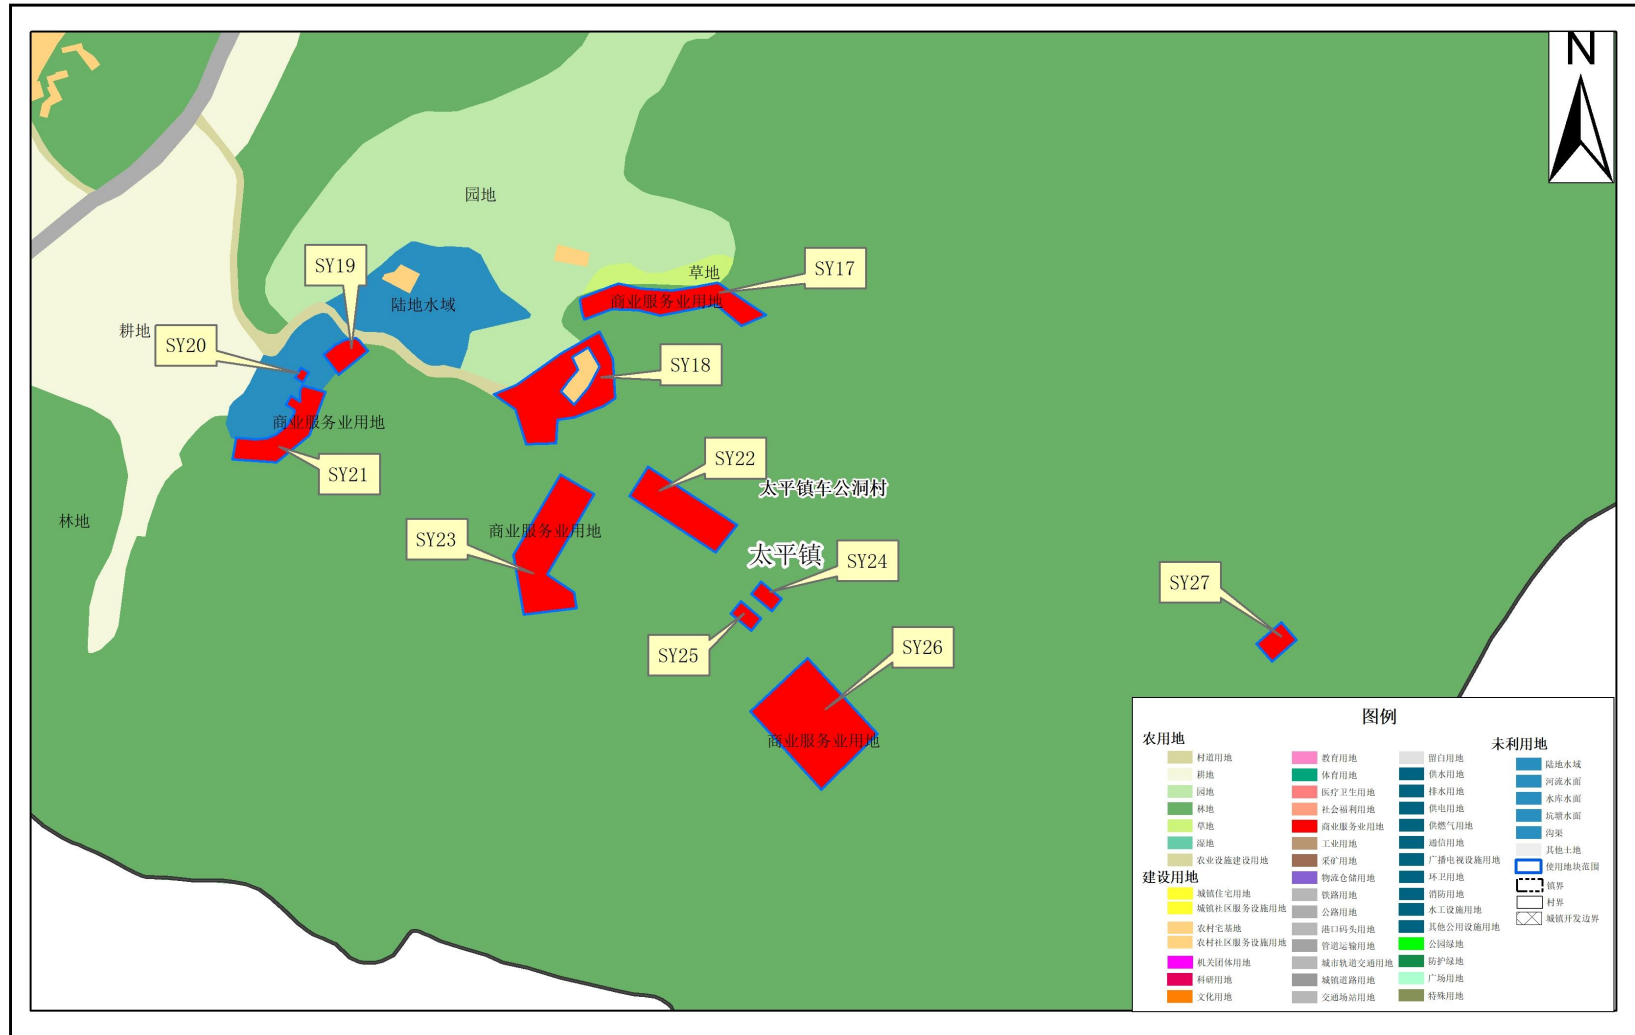 N
园地
SY19
SY17
草地
陆地水域
商业服务业用地
耕地
SY20
SY18
商业服务业用地
SY22
SY21
太平镇车公洞村
林地
商业服务业用地
SY23
太平镇
SY24
SY27
SY25
SY26
商业服务业用地
图例
农用地
村道用地
耕地
园地
林地
草地
湿地
农业设施建设用地
建设用地
城镇住宅用地
城镇社区服务设施用地
农村宅基地
农村社区服务设施用地
机关团体用地
科研用地
文化用地
教育用地
体育用地
医疗卫生用地
社会福利用地
商业服务业用地
工业用地
采矿用地
物流仓储用地
铁路用地
公路用地
港口码头用地
管道运输用地
城市轨道交通用地
城镇道路用地
交通场站用地
留白用地
供水用地
排水用地
供电用地
供燃气用地
通信用地
广播电视设施用地
环卫用地
消防用地
水工设施用地
其他公用设施用地
公园绿地
防护绿地
广场用地
特殊用地
未利用地
陆地水域
河流水面
水库水面
坑塘水面
沟渠
其他土地
使用地块范围
镇界
村界
城镇开发边界